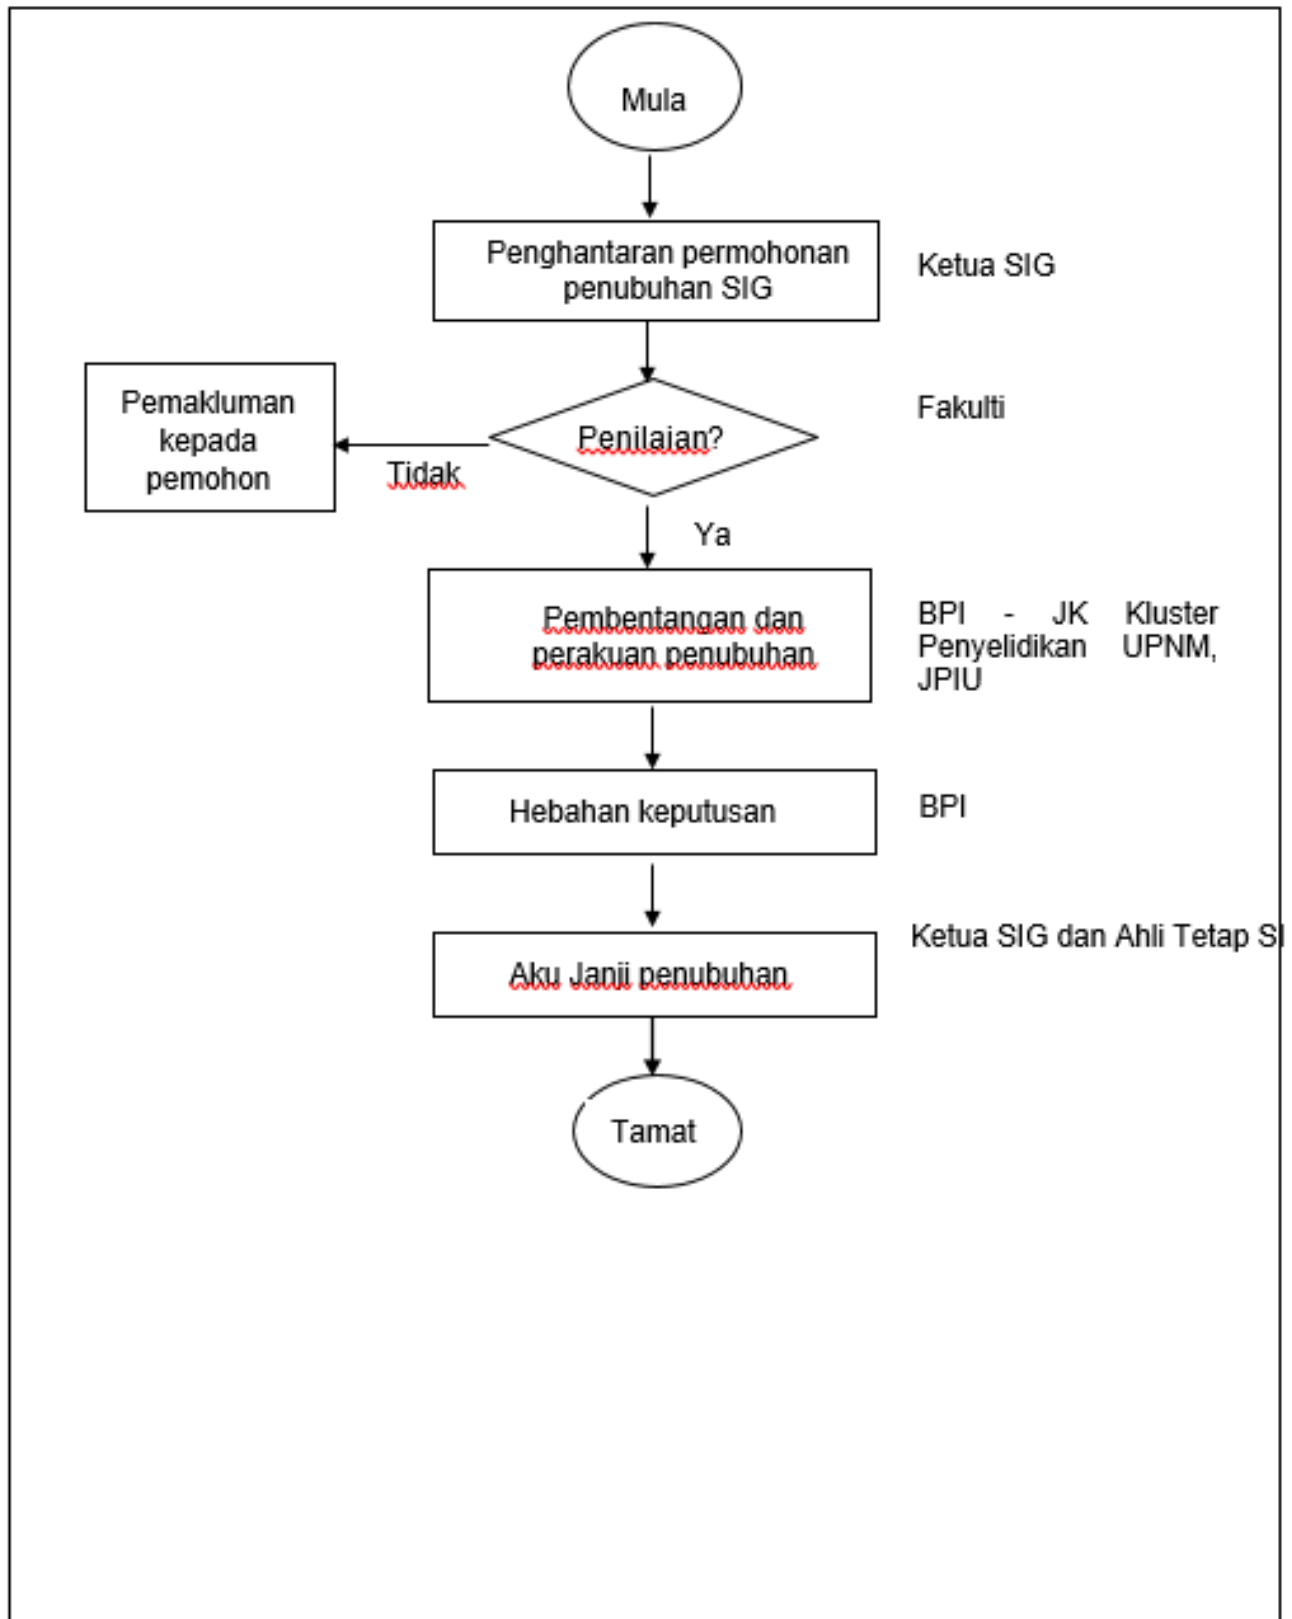 Mula
Penghantaran permohonan
penubuhan SIG
Ketua SIG
Pemakluman
kepada
pemohon
Tidak
Penilaian?
Fakulti
Ya
Pembentangan dan
perakuan penubuhan
BPI - JK Kluster
Penyelidikan UPNM,
JPIU
Hebahan keputusan
BPI
Ketua SIG dan Ahli Tetap SI
Aku Janji penubuhan
Tamat